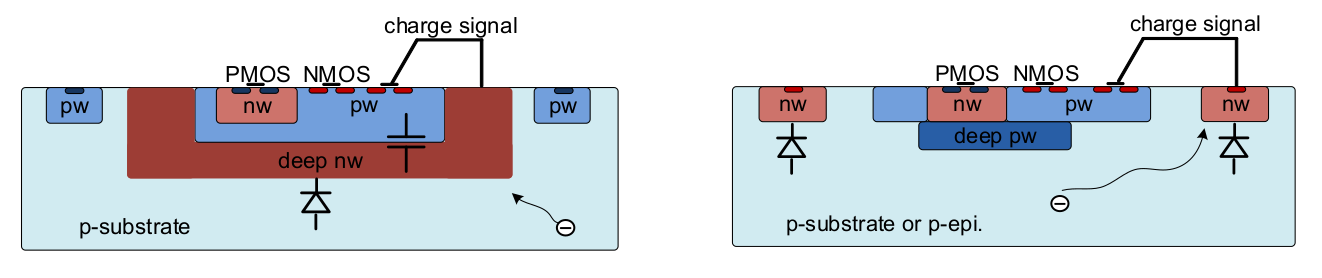 charge signal
PMOS NMOS
pw nw pw pw
deep nw
p-substrate
charge signal
PMOS NMOS
nw nw pw nw
deep pw
p-substrate or p-epi.